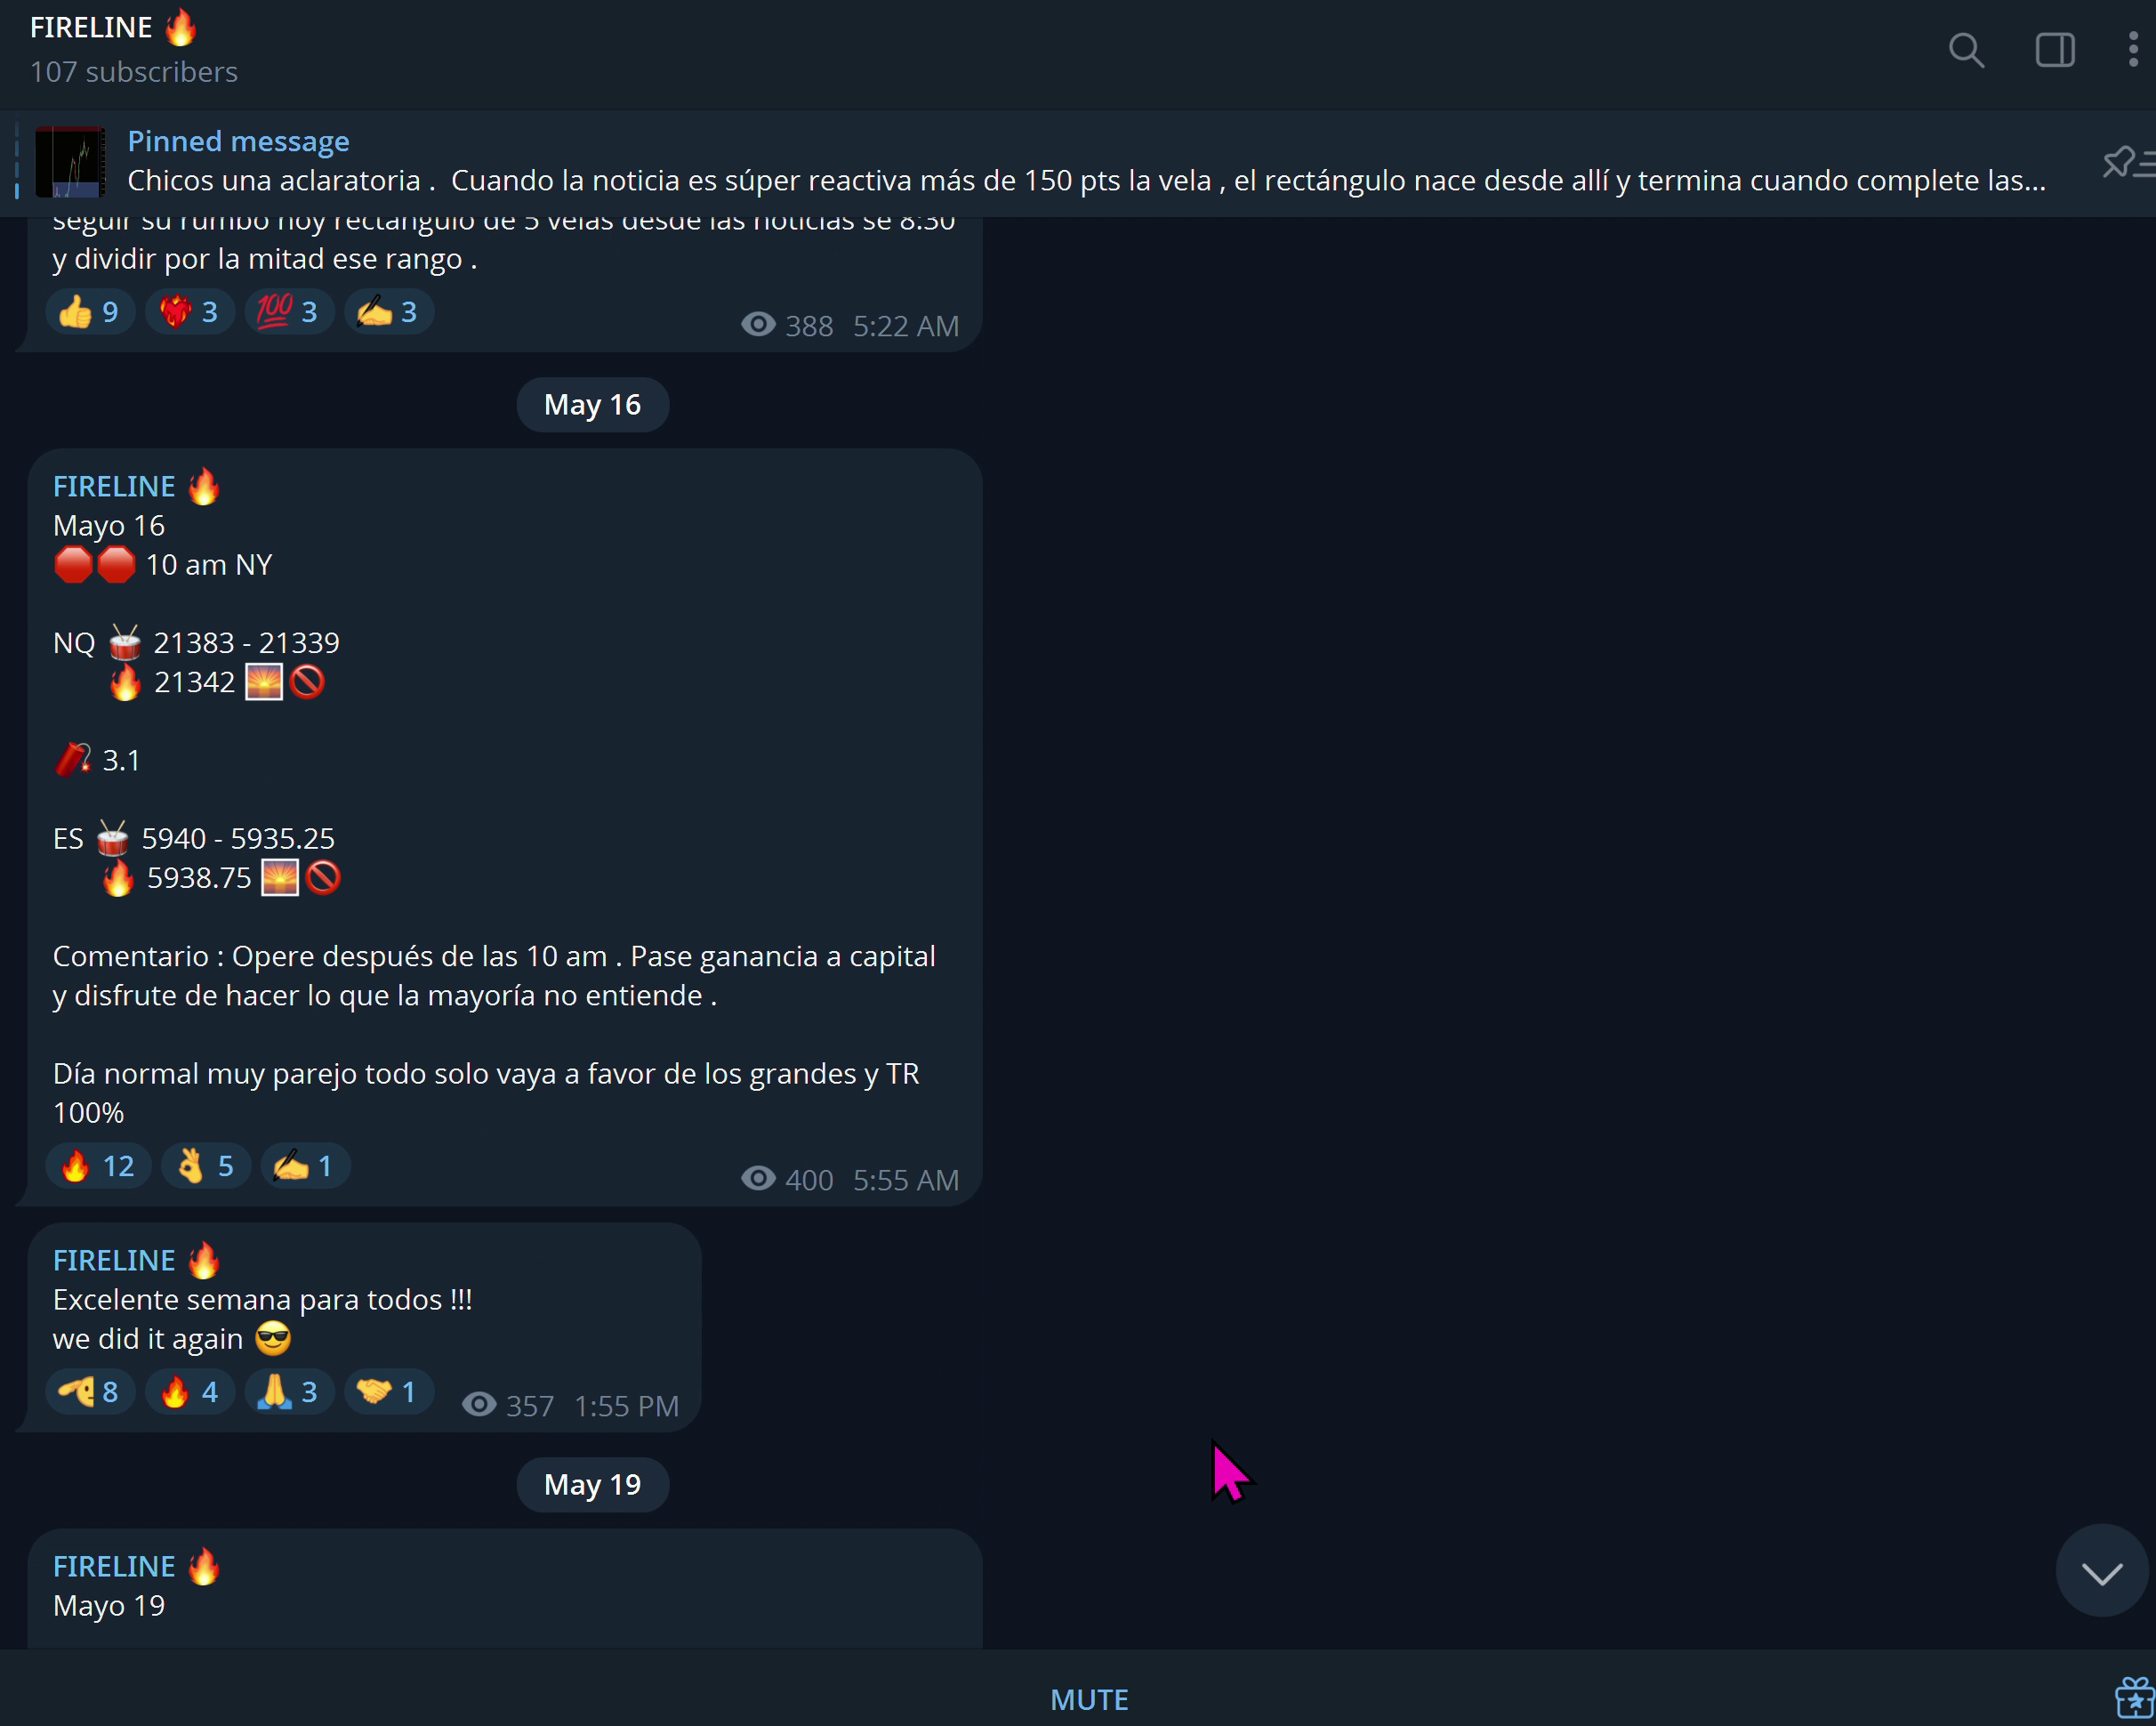 FIRELINE 🔥
107 subscribers
Pinned message
Chicos una aclaratoria . Cuando la noticia es súper reactiva más de 150 pts la vela , el rectángulo nace desde allí y termina cuando complete las...
seguir su rumbo hoy rectangulo de 5 velas desde las noticias se 8:30
y dividir por la mitad ese rango .
👍 9 ❤️‍🔥 3 💯 3 ✍️ 3
388 5:22 AM
May 16
FIRELINE 🔥
Mayo 16
🛑🛑 10 am NY
NQ 🥁 21383 - 21339
🔥 21342 🌅🚫
🧨 3.1
ES 🥁 5940 - 5935.25
🔥 5938.75 🌅🚫
Comentario : Opere después de las 10 am . Pase ganancia a capital
y disfrute de hacer lo que la mayoría no entiende .
Día normal muy parejo todo solo vaya a favor de los grandes y TR
100%
🔥 12 👌 5 ✍️ 1
400 5:55 AM
FIRELINE 🔥
Excelente semana para todos !!!
we did it again 😎
🫡 8 🔥 4 🙏 3 🤝 1
357 1:55 PM
May 19
FIRELINE 🔥
Mayo 19
MUTE